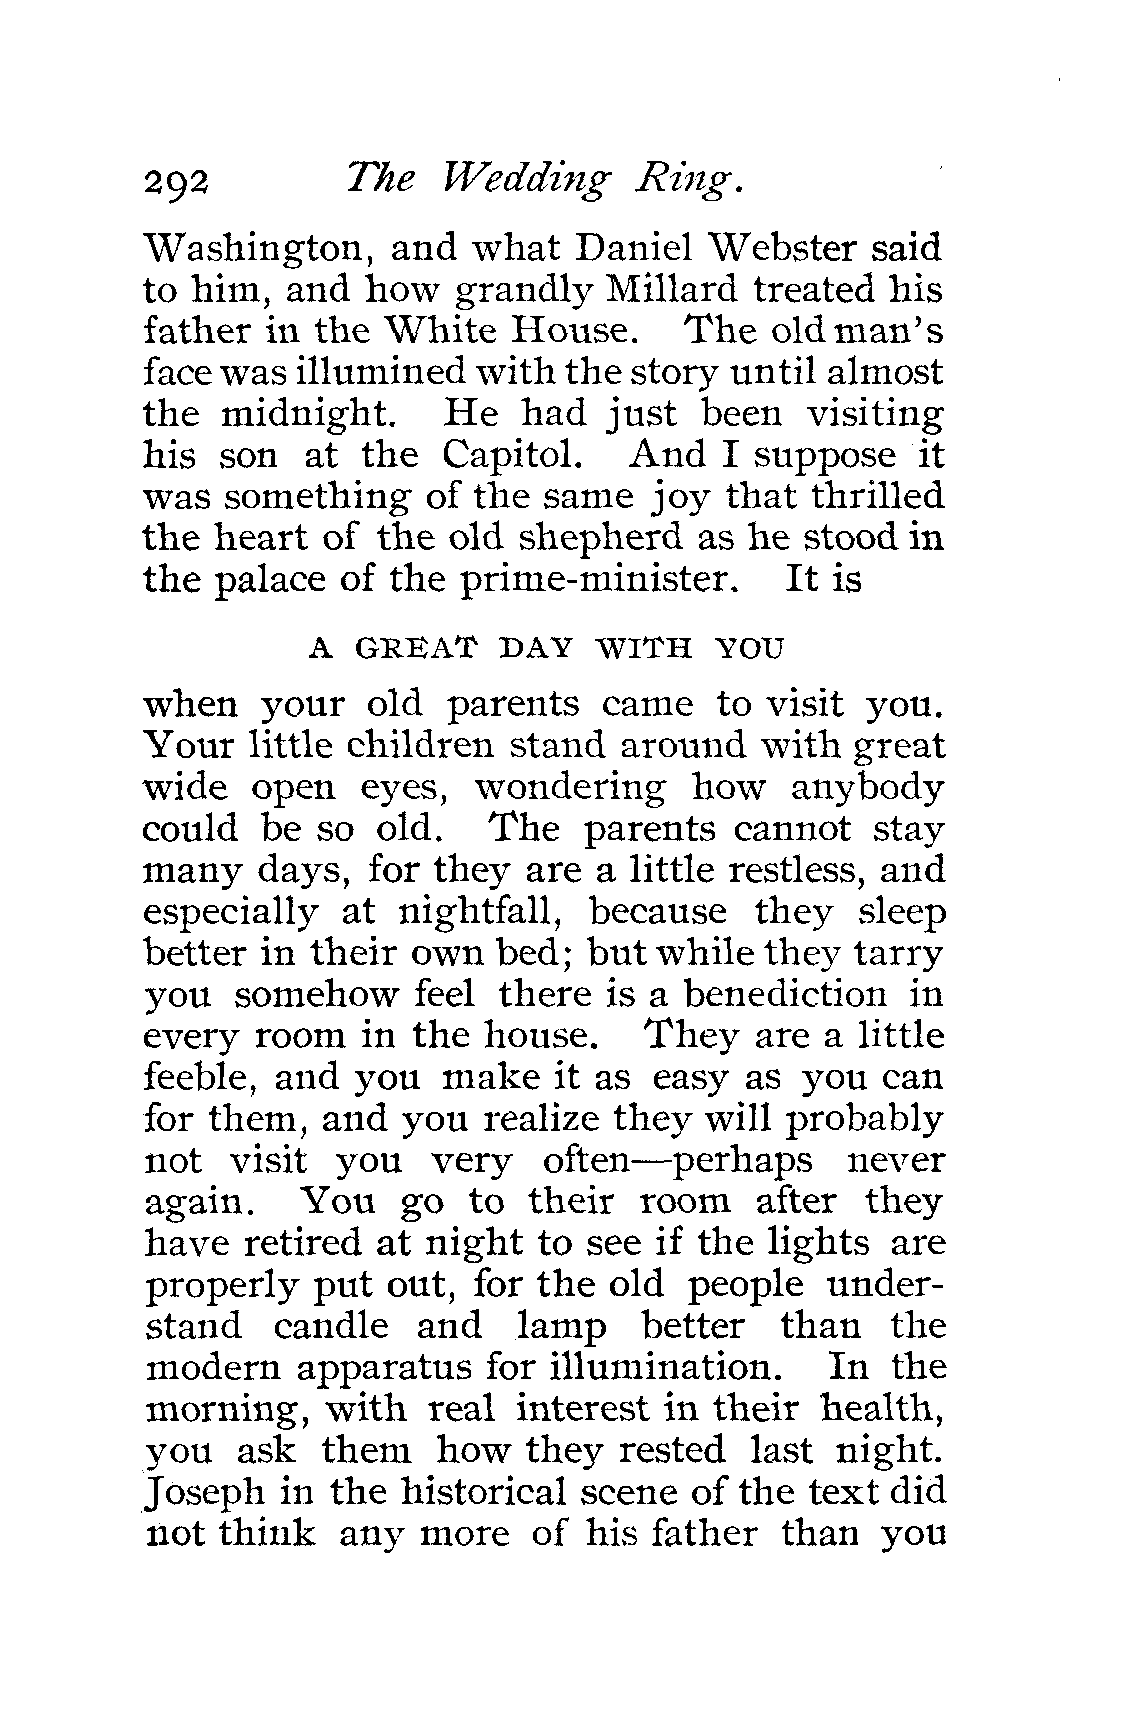 292 The Wedding Ring.
Washington, and what Daniel Webster said
to him, and how grandly Millard treated his
father in the White House. The old man's
face was illumined with the story until almost
the midnight. He had just been visiting
his son at the Capitol. And I suppose it
was something of the same joy that thrilled
the heart of the old shepherd as he stood in
the palace of the prime-minister. It is
A GREAT DAY WITH YOU
when your old parents came to visit you.
Your little children stand around with great
wide open eyes, wondering how anybody
could be so old. The parents cannot stay
many days, for they are a little restless, and
especially at nightfall, because they sleep
better in their own bed; but while they tarry
you somehow feel there is a benediction in
every room in the house. They are a little
feeble, and you make it as easy as you can
for them, and you realize they will probably
not visit you very often—perhaps never
again. You go to their room after they
have retired at night to see if the lights are
properly put out, for the old people under-
stand candle and lamp better than the
modern apparatus for illumination. In the
morning, with real interest in their health,
you ask them how they rested last night.
Joseph in the historical scene of the text did
not think any more of his father than you